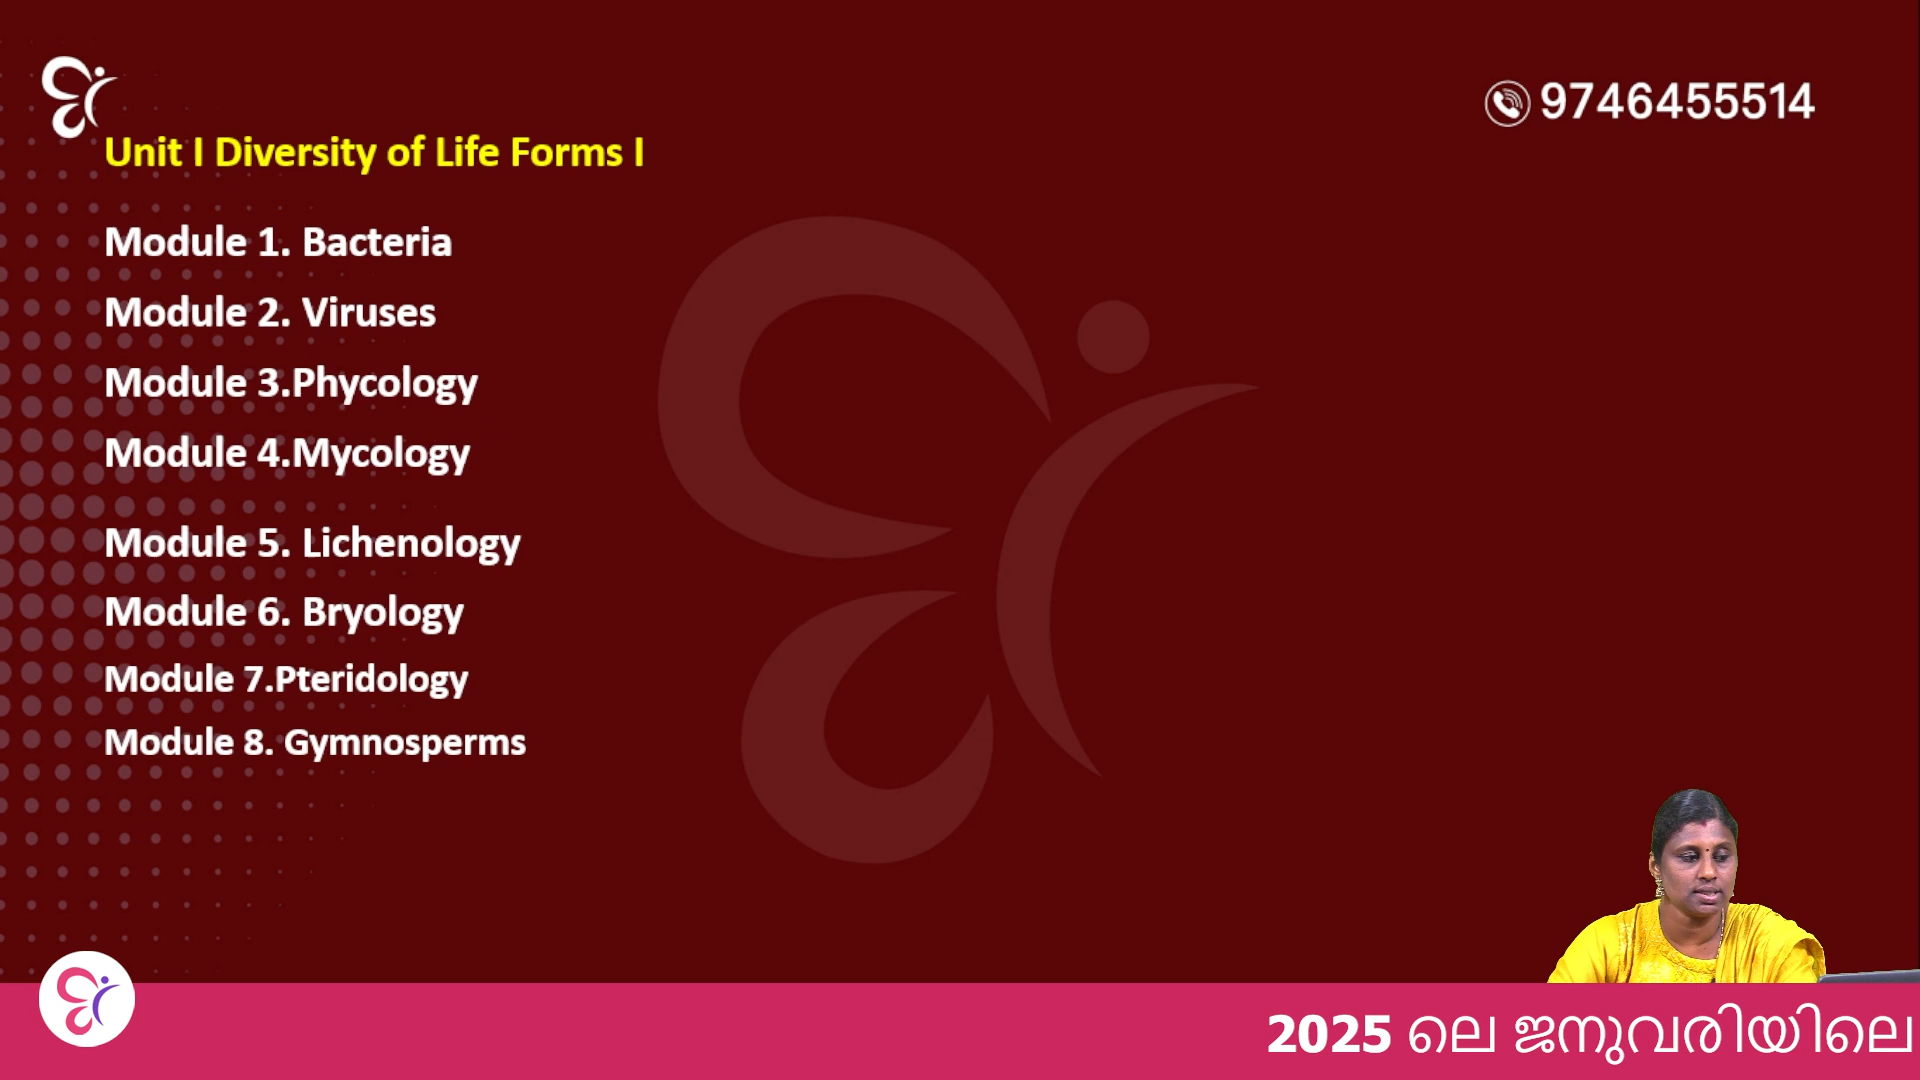 9746455514
Unit I Diversity of Life Forms I
Module 1. Bacteria
Module 2. Viruses
Module 3.Phycology
Module 4.Mycology
Module 5. Lichenology
Module 6. Bryology
Module 7.Pteridology
Module 8. Gymnosperms
2025 ലെ ജനുവരിയിലെ